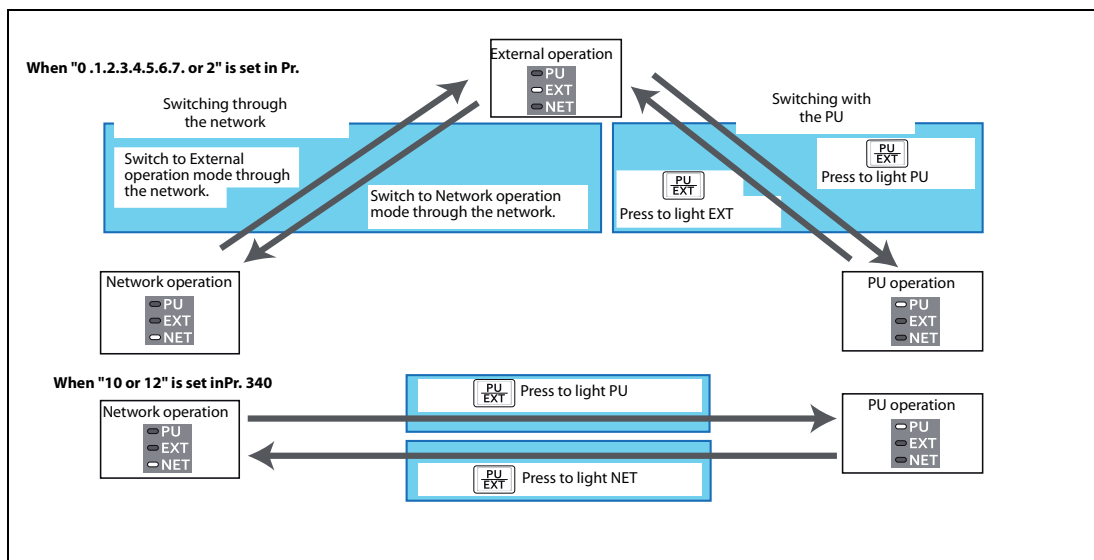 External operation
PU
EXT
NET
When "0 .1.2.3.4.5.6.7. or 2" is set in Pr.
Switching through
the network
Switching with
the PU
Switch to External
operation mode through
the network.
Switch to Network operation
mode through the network.
PU
EXT
Press to light PU
PU
EXT
Press to light EXT
Network operation
PU
EXT
NET
PU operation
PU
EXT
NET
When "10 or 12" is set inPr. 340
Network operation
PU
EXT
NET
PU
EXT
Press to light PU
PU
EXT
Press to light NET
PU operation
PU
EXT
NET